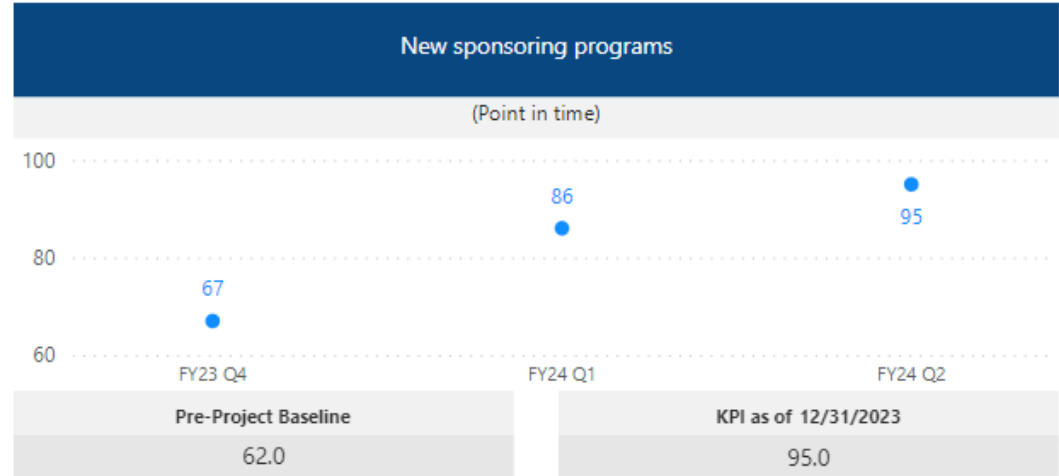 New sponsoring programs
(Point in time)
100
86
95
80
67
60
FY23 Q4 FY24 Q1 FY24 Q2
Pre-Project Baseline KPI as of 12/31/2023
62.0 95.0